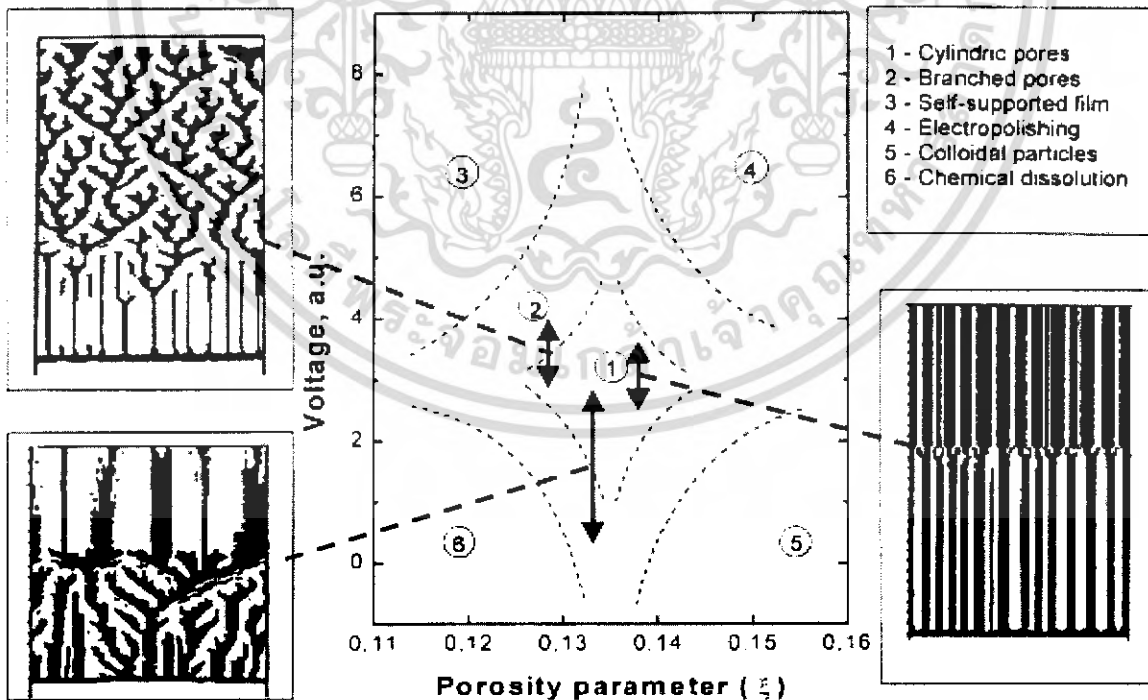 8
6
4
2
0
Voltage, a.u.
3
4
2
1
6
5
0,11 0,12 0,13 0,14 0,15 0,16
Porosity parameter (ξ)
1 - Cylindric pores
2 - Branched pores
3 - Self-supported film
4 - Electropolishing
5 - Colloidal particles
6 - Chemical dissolution